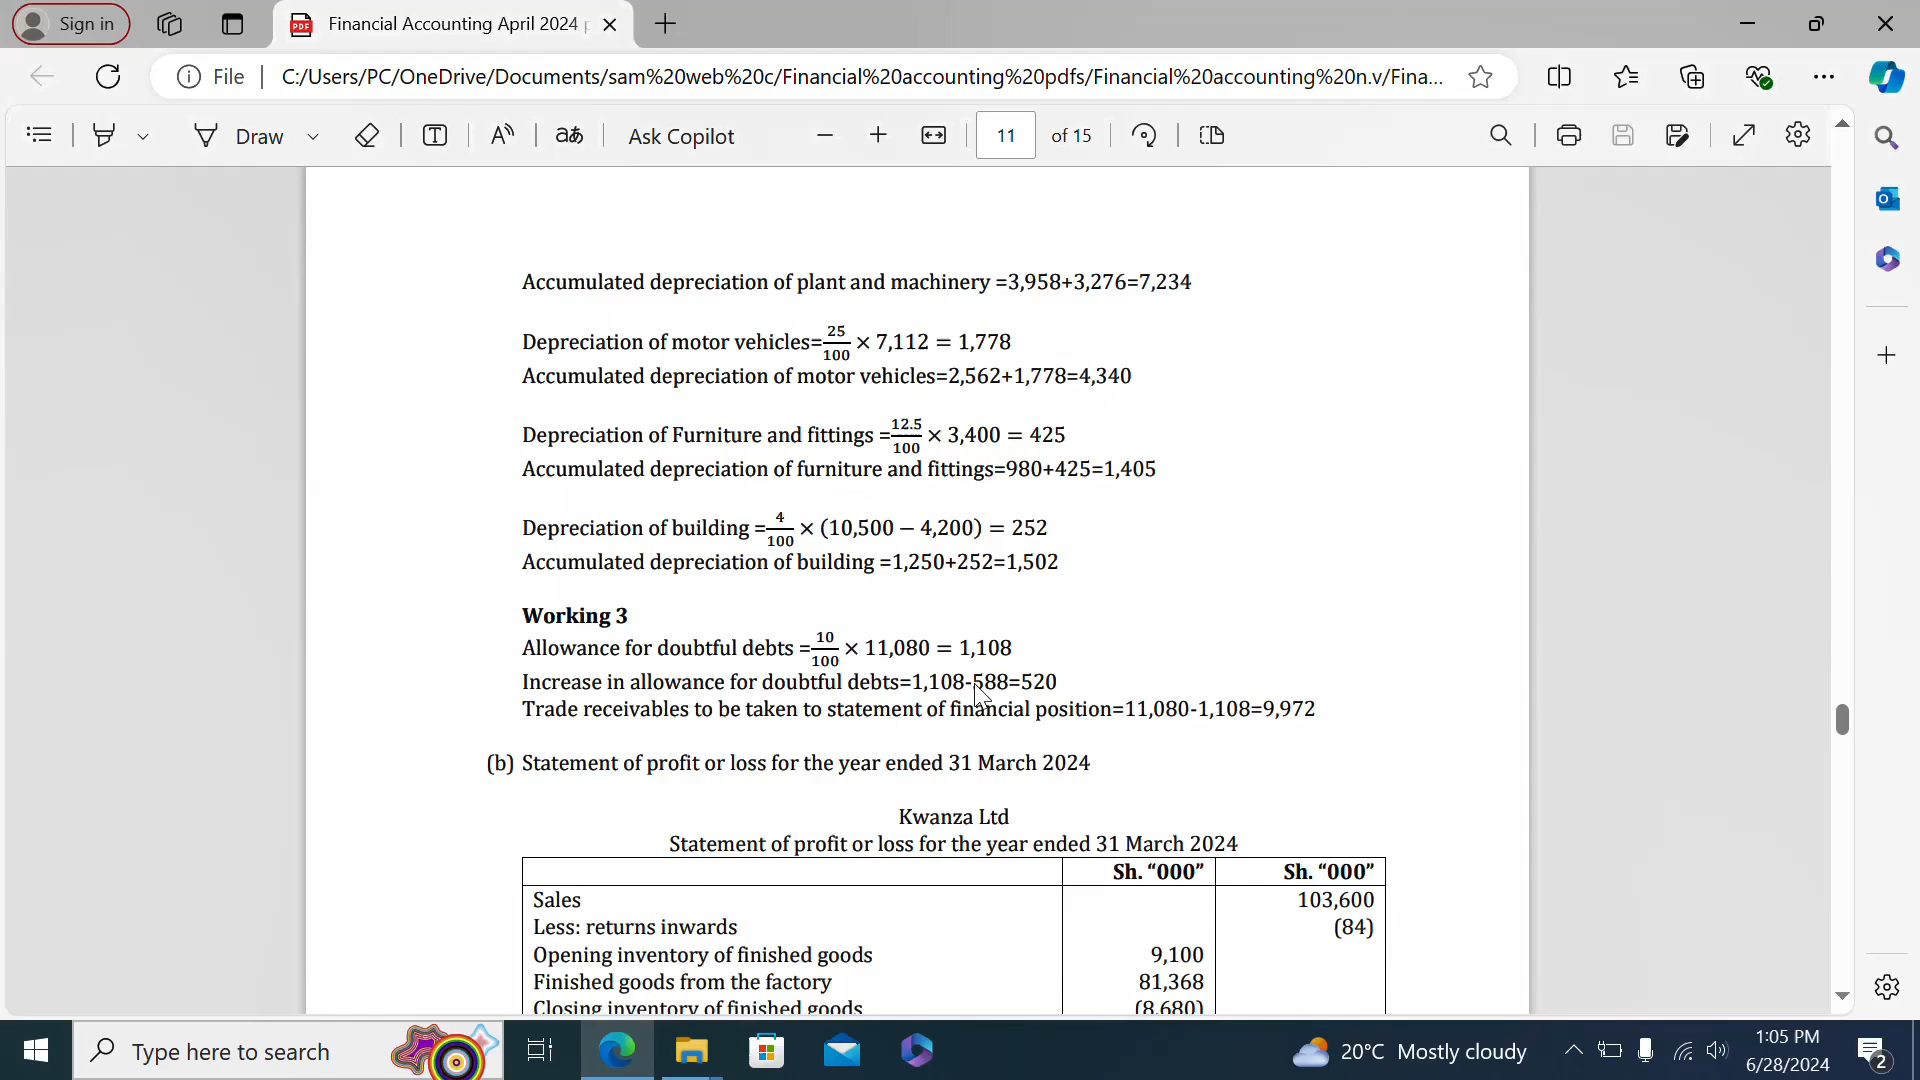 Sign in
Financial Accounting April 2024
File
C:/Users/PC/OneDrive/Documents/sam%20web%20c/Financial%20accounting%20pdfs/Financial%20accounting%20n.v/Fina...
Draw
aあ
Ask Copilot
11 of 15
Accumulated depreciation of plant and machinery =3,958+3,276=7,234
Depreciation of motor vehicles=25/100 × 7,112 = 1,778
Accumulated depreciation of motor vehicles=2,562+1,778=4,340
Depreciation of Furniture and fittings =12.5/100 × 3,400 = 425
Accumulated depreciation of furniture and fittings=980+425=1,405
Depreciation of building =4/100 × (10,500 − 4,200) = 252
Accumulated depreciation of building =1,250+252=1,502
Working 3
Allowance for doubtful debts =10/100 × 11,080 = 1,108
Increase in allowance for doubtful debts=1,108-588=520
Trade receivables to be taken to statement of financial position=11,080-1,108=9,972
(b) Statement of profit or loss for the year ended 31 March 2024
Kwanza Ltd
Statement of profit or loss for the year ended 31 March 2024
Sh. “000” Sh. “000”
Sales 103,600
Less: returns inwards (84)
Opening inventory of finished goods 9,100
Finished goods from the factory 81,368
Closing inventory of finished goods (8,680)
Type here to search
20°C Mostly cloudy
1:05 PM
6/28/2024
2